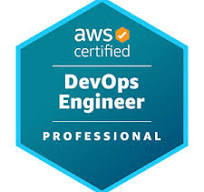 aws
certified
DevOps
Engineer
PROFESSIONAL